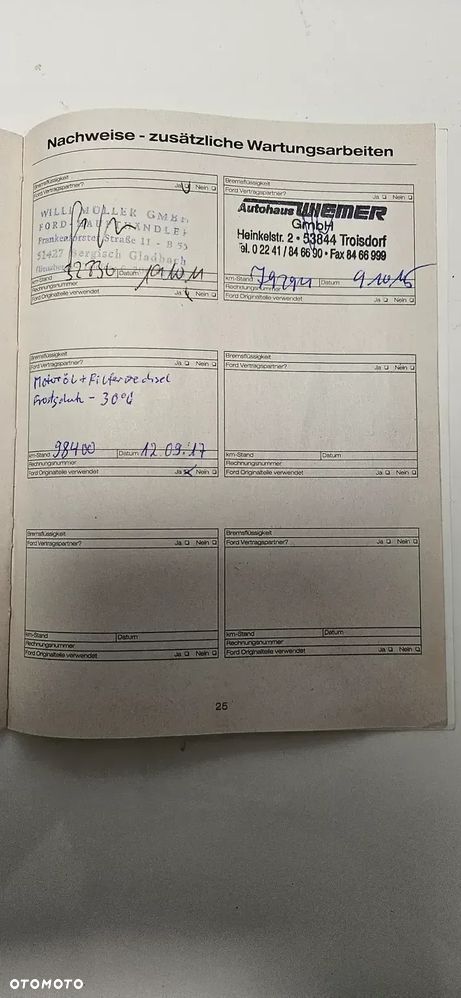 Nachweise - zusätzliche Wartungsarbeiten
Bremsflüssigkeit
Ford Vertragspartner? Ja Nein
WILLI MÜLLER GMBH
FORD-HAUPTHÄNDLER
Frankenforster Straße 11 - 
51427 Bergisch Gladbach
km-Stand Datum
Rechnungsnummer
Ford Originalteile verwendet Ja Nein
Bremsflüssigkeit
Ford Vertragspartner? Ja Nein
Autohaus WIEMER
GmbH
Heinkelstr. 2 • 53844 Troisdorf
Tel. 0 22 41 / 84 66 90 • Fax 84 66 999
km-Stand Datum
Rechnungsnummer
Ford Originalteile verwendet Ja Nein
Bremsflüssigkeit
Ford Vertragspartner? Ja Nein
Motoröl + Filterwechsel
Frostschutz - 30°C
km-Stand 98400 Datum 12.09.17
Rechnungsnummer
Ford Originalteile verwendet Ja Nein
Bremsflüssigkeit
Ford Vertragspartner? Ja Nein
km-Stand Datum
Rechnungsnummer
Ford Originalteile verwendet Ja Nein
Bremsflüssigkeit
Ford Vertragspartner? Ja Nein
km-Stand Datum
Rechnungsnummer
Ford Originalteile verwendet Ja Nein
Bremsflüssigkeit
Ford Vertragspartner? Ja Nein
km-Stand Datum
Rechnungsnummer
Ford Originalteile verwendet Ja Nein
25
OTOMOTO